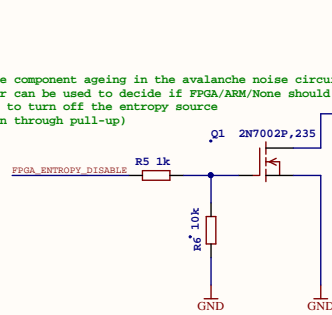 e component ageing in the avalanche noise circui
r can be used to decide if FPGA/ARM/None should
to turn off the entropy source
n through pull-up)
Q1 2N7002P,235
R5 1k
FPGA_ENTROPY_DISABLE
R6 10k
GND
GND